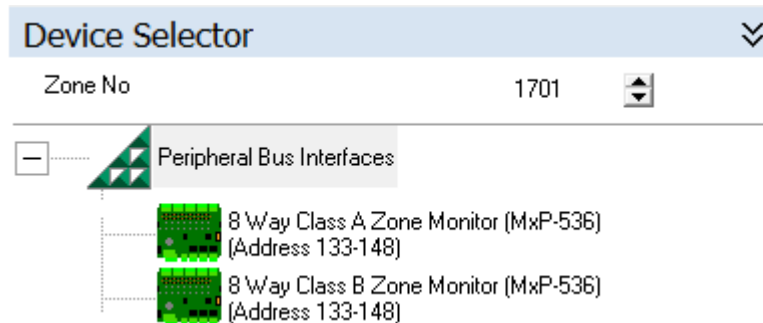 Device Selector
Zone No 1701
Peripheral Bus Interfaces
8 Way Class A Zone Monitor (MxP-536)
(Address 133-148)
8 Way Class B Zone Monitor (MxP-536)
(Address 133-148)